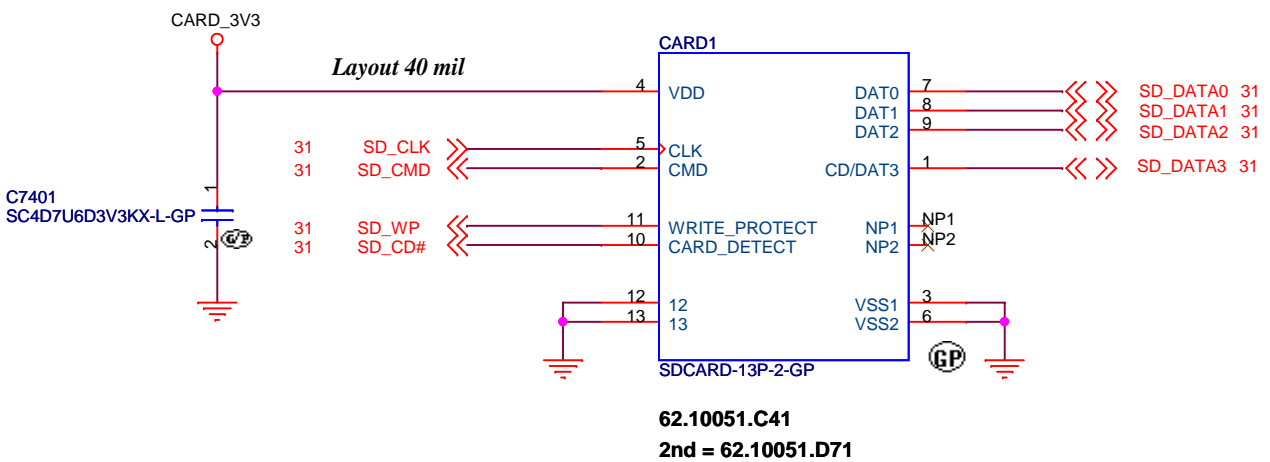 CARD_3V3
Layout 40 mil
CARD1
4 VDD
DAT0 7 SD_DATA0 31
DAT1 8 SD_DATA1 31
DAT2 9 SD_DATA2 31
31 SD_CLK 5 CLK
31 SD_CMD 2 CMD
CD/DAT3 1 SD_DATA3 31
C7401
SC4D7U6D3V3KX-L-GP
1
2
G/P
31 SD_WP 11 WRITE_PROTECT
31 SD_CD# 10 CARD_DETECT
NP1 NP1
NP2 NP2
12 12
13 13
VSS1 3
VSS2 6
GP
SDCARD-13P-2-GP
62.10051.C41
2nd = 62.10051.D71